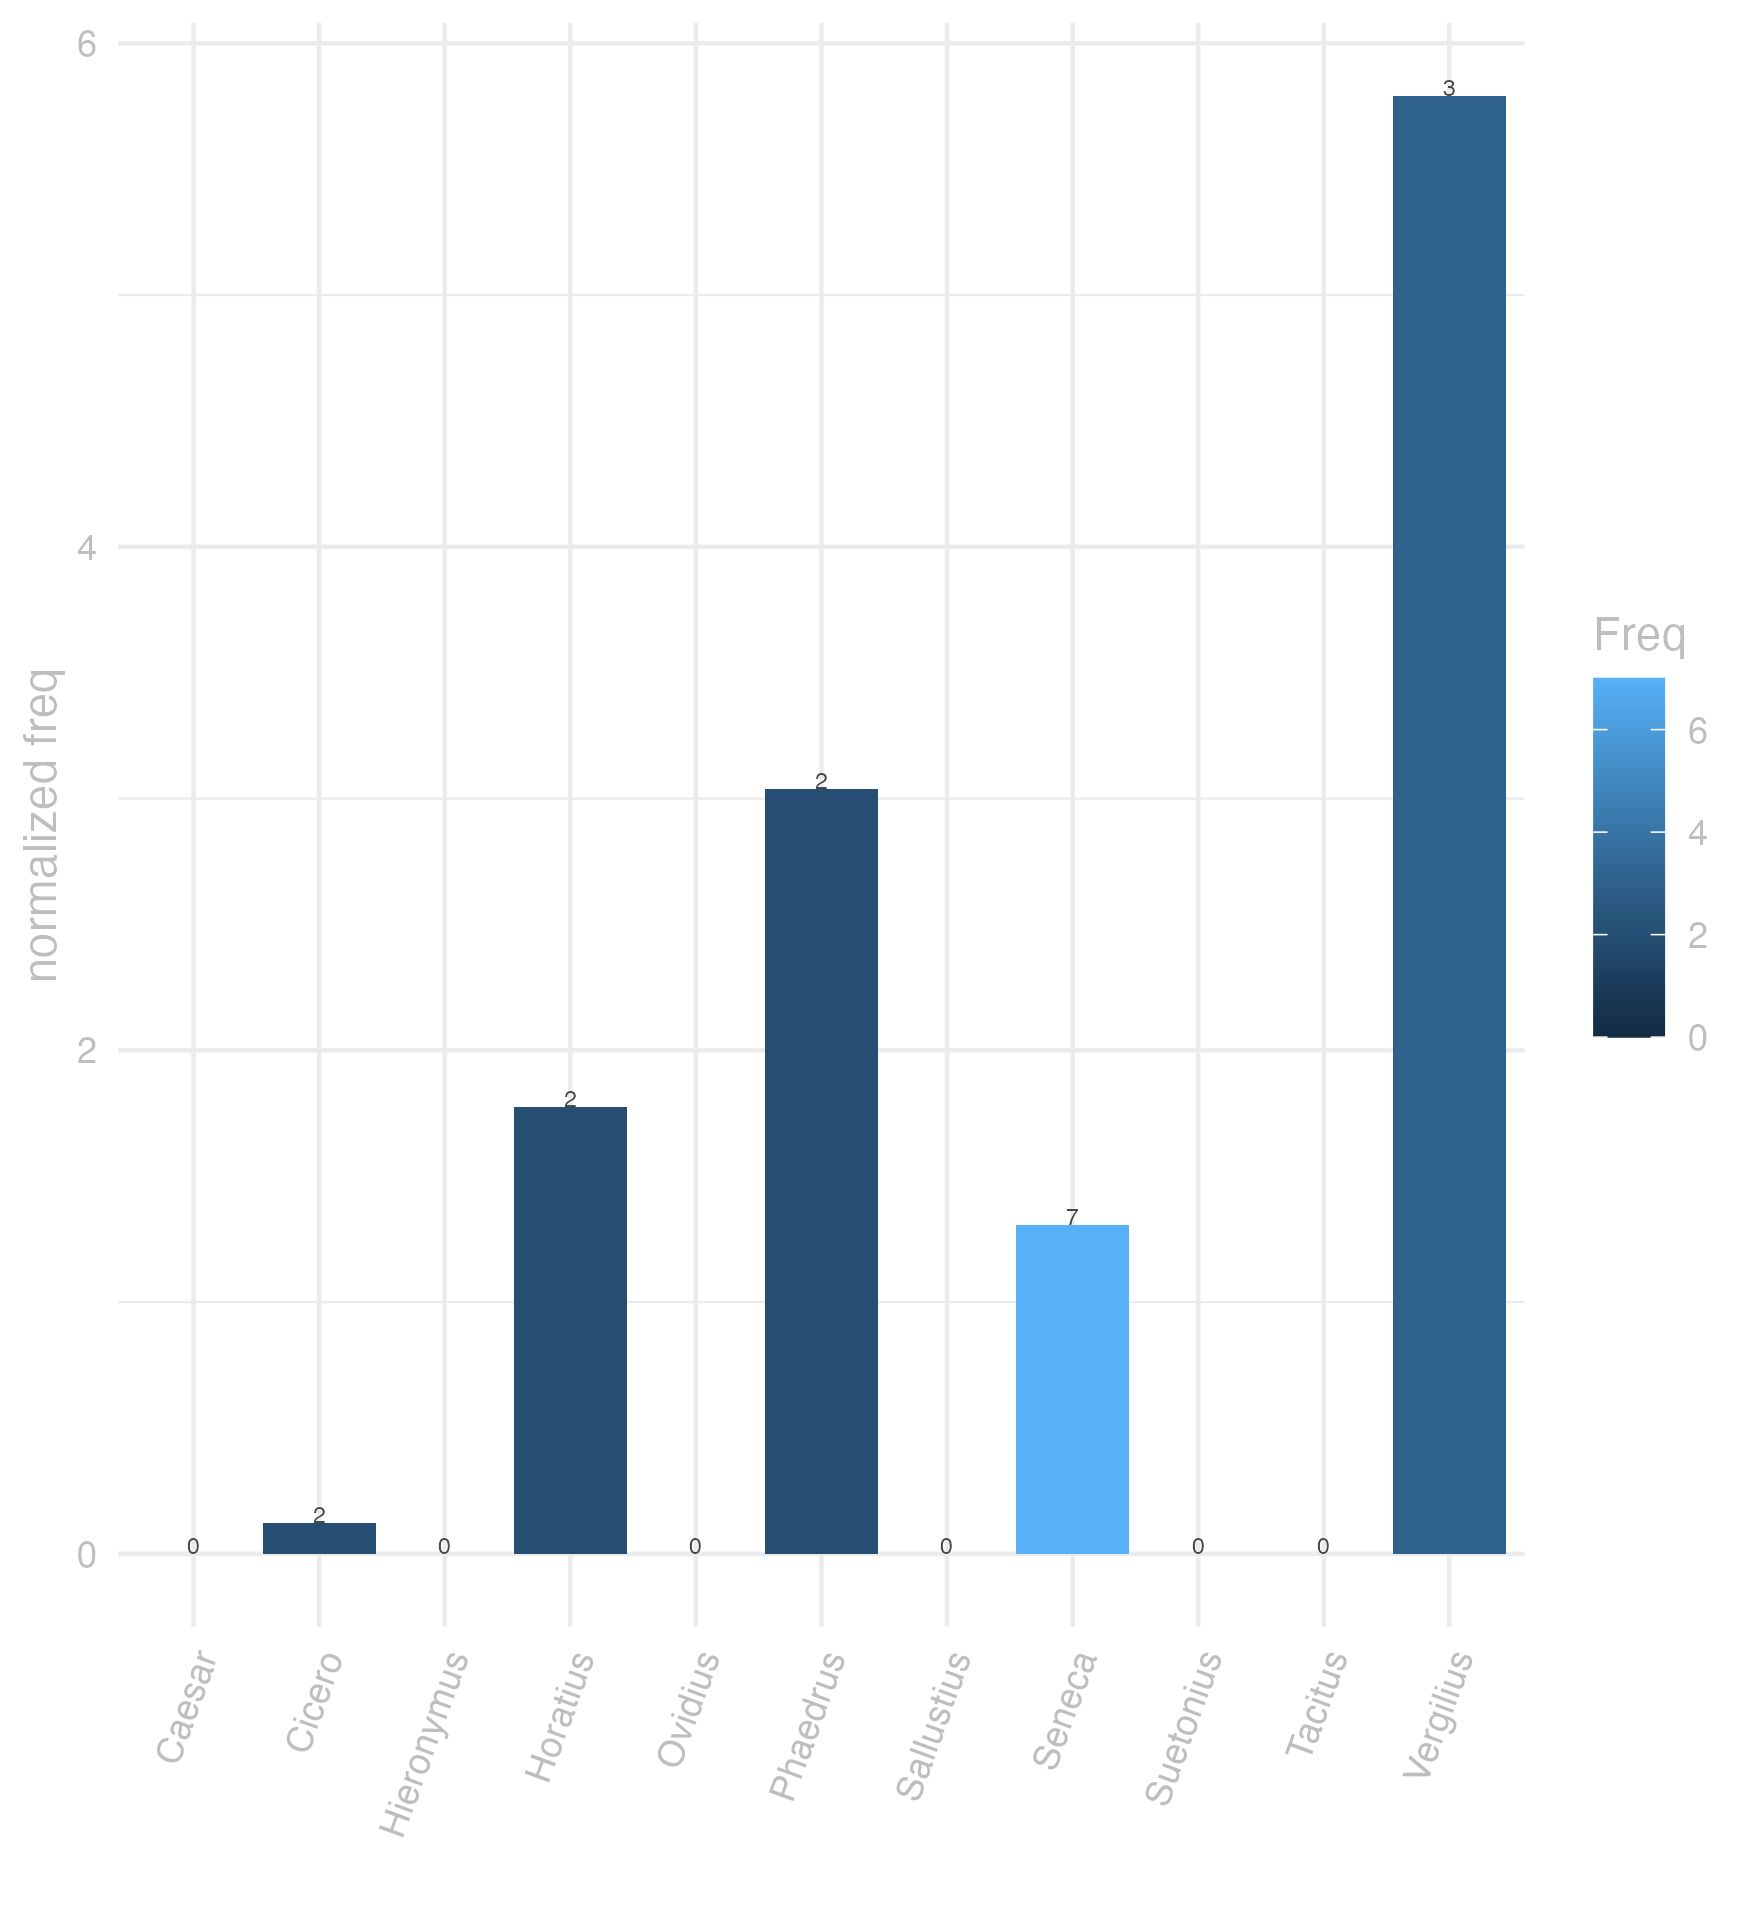 6
4
2
0
normalized freq
0
2
0
2
0
2
0
7
0
0
3
Caesar
Cicero
Hieronymus
Horatius
Ovidius
Phaedrus
Sallustius
Seneca
Suetonius
Tacitus
Vergilius
Freq
6
4
2
0